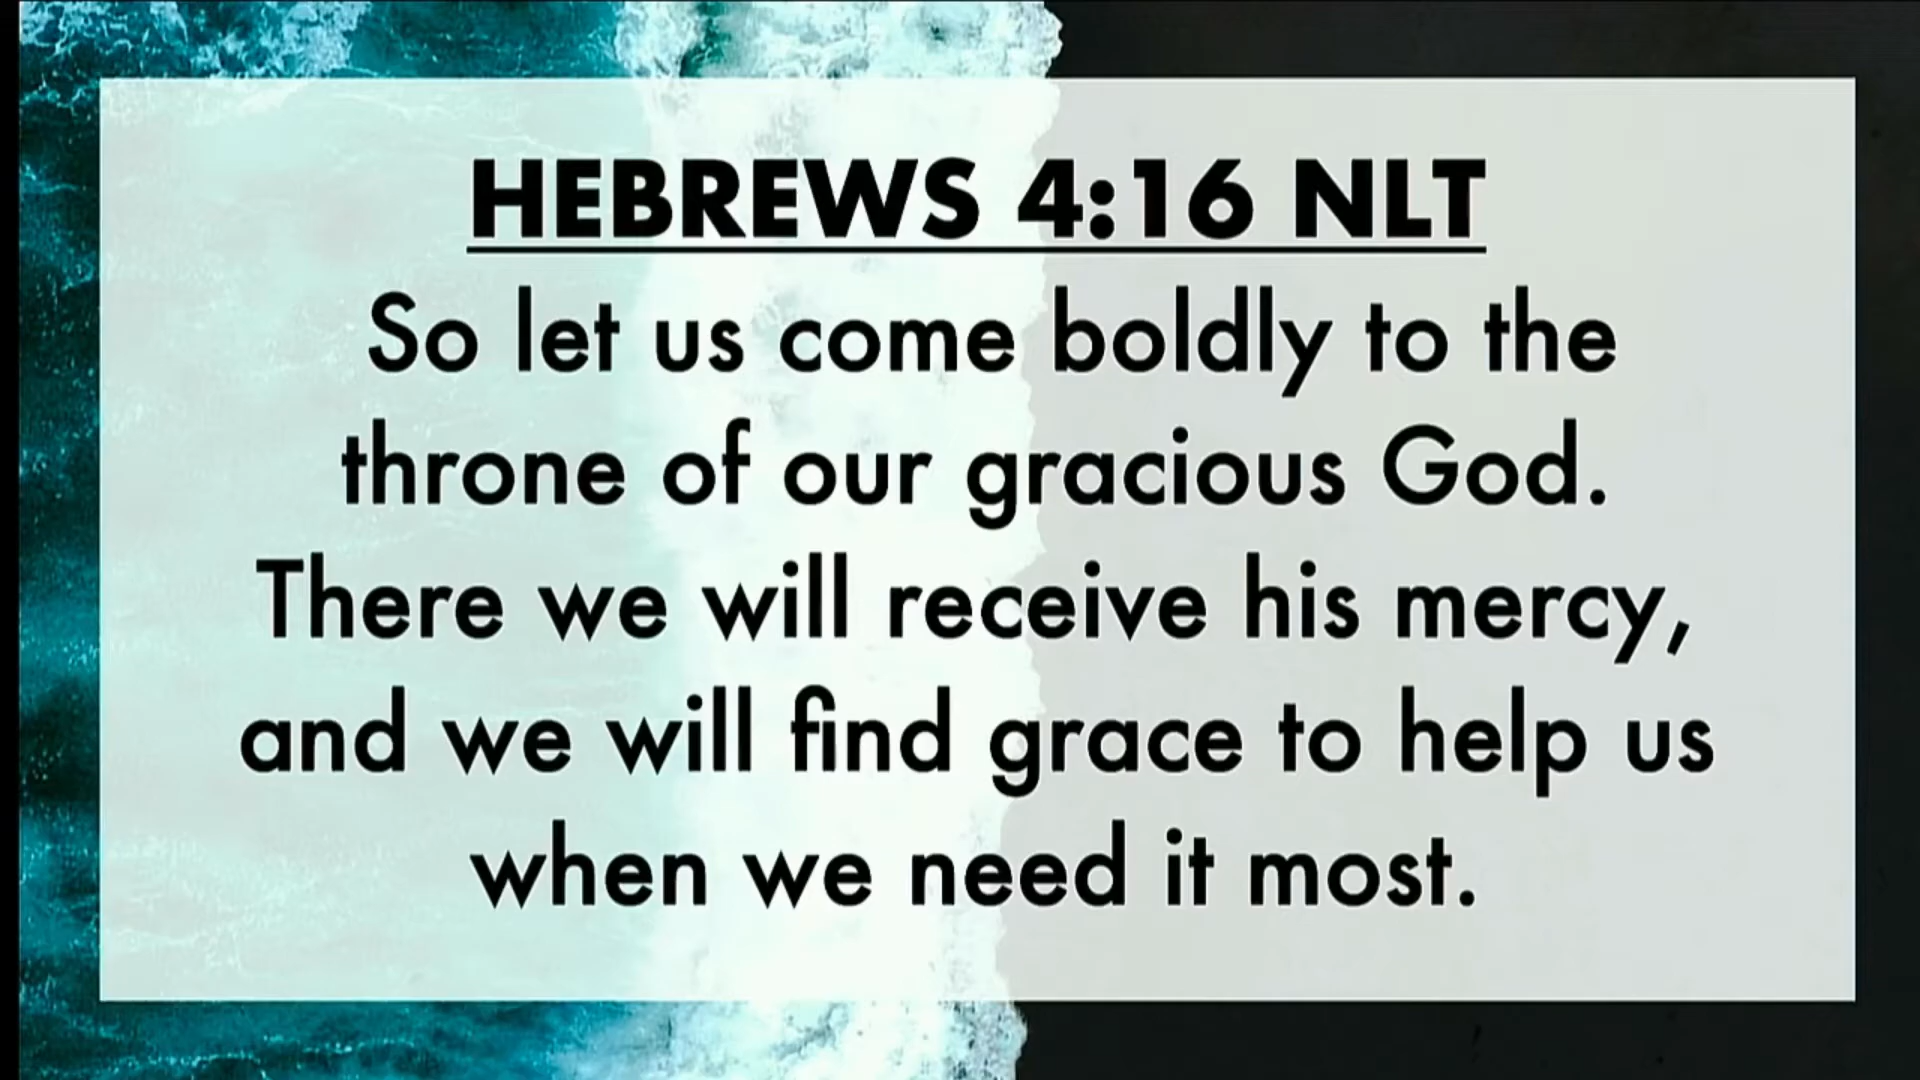 HEBREWS 4:16 NLT
So let us come boldly to the
throne of our gracious God.
There we will receive his mercy,
and we will find grace to help us
when we need it most.